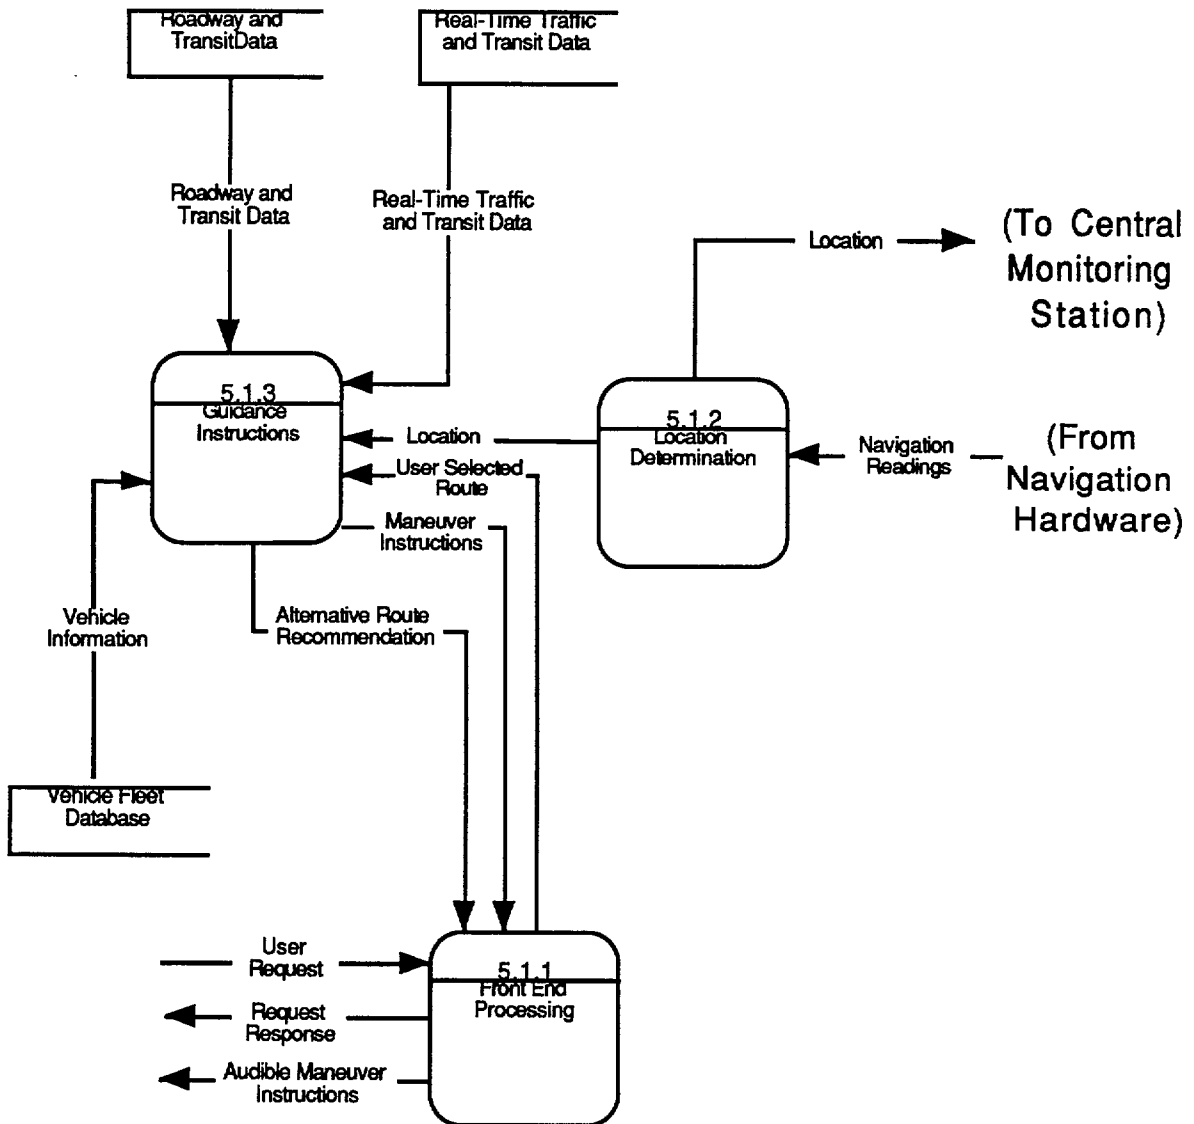 Roadway and
TransitData
Real-Time Traffic
and Transit Data
Roadway and
Transit Data
Real-Time Traffic
and Transit Data
Location
(To Central
Monitoring
Station)
5.1.3
Guidance
Instructions
5.1.2
Location
Determination
Location
Navigation
Readings
(From
Navigation
Hardware)
User Selected
Route
Maneuver
Instructions
Vehicle
Information
Alternative Route
Recommendation
Vehicle Fleet
Database
User
Request
5.1.1
Front End
Processing
Request
Response
Audible Maneuver
Instructions